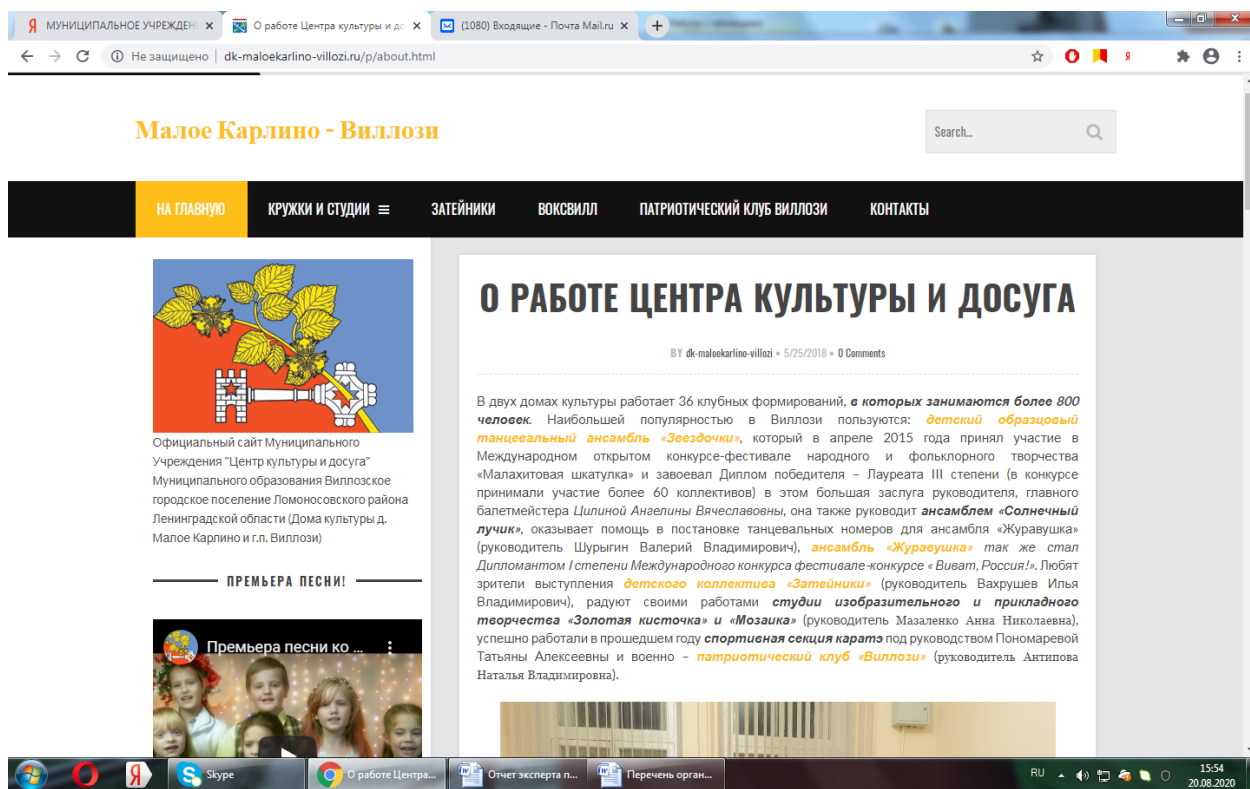 МУНИЦИПАЛЬНОЕ УЧРЕЖДЕН
О работе Центра культуры и до
(1080) Входящие - Почта Mail.ru
Не защищено | dk-maloekarlino-villozi.ru/p/about.html
Малое Карлино - Виллози
Search...
НА ГЛАВНУЮ КРУЖКИ И СТУДИИ ЗАТЕЙНИКИ ВОКСВИЛЛ ПАТРИОТИЧЕСКИЙ КЛУБ ВИЛЛОЗИ КОНТАКТЫ
Официальный сайт Муниципального
Учреждения "Центр культуры и досуга"
Муниципального образования Виллозское
городское поселение Ломоносовского района
Ленинградской области (Дома культуры д.
Малое Карлино и г.п. Виллози)
ПРЕМЬЕРА ПЕСНИ!
Премьера песни ко ...
О РАБОТЕ ЦЕНТРА КУЛЬТУРЫ И ДОСУГА
BY dk-maloekarlino-villozi • 5/25/2018 • 0 Comments
В двух домах культуры работает 36 клубных формирований, в которых занимаются более 800
человек. Наибольшей популярностью в Виллози пользуются: детский образцовый
танцевальный ансамбль «Звездочки», который в апреле 2015 года принял участие в
Международном открытом конкурсе-фестивале народного и фольклорного творчества
«Малахитовая шкатулка» и завоевал Диплом победителя – Лауреата III степени (в конкурсе
принимали участие более 60 коллективов) в этом большая заслуга руководителя, главного
балетмейстера Цилиной Ангелины Вячеславовны, она также руководит ансамблем «Солнечный
лучик», оказывает помощь в постановке танцевальных номеров для ансамбля «Журавушка»
(руководитель Шурыгин Валерий Владимирович), ансамбль «Журавушка» так же стал
Дипломантом I степени Международного конкурса фестивале-конкурсе « Виват, Россия!». Любят
зрители выступления детского коллектива «Затейники» (руководитель Вахрушев Илья
Владимирович), радуют своими работами студии изобразительного и прикладного
творчества «Золотая кисточка» и «Мозаика» (руководитель Мазаленко Анна Николаевна),
успешно работали в прошедшем году спортивная секция каратэ под руководством Пономаревой
Татьяны Алексеевны и военно – патриотический клуб «Виллози» (руководитель Антипова
Наталья Владимировна).
Skype
О работе Центра...
Отчет эксперта п...
Перечень орган...
RU
15:54
20.08.2020